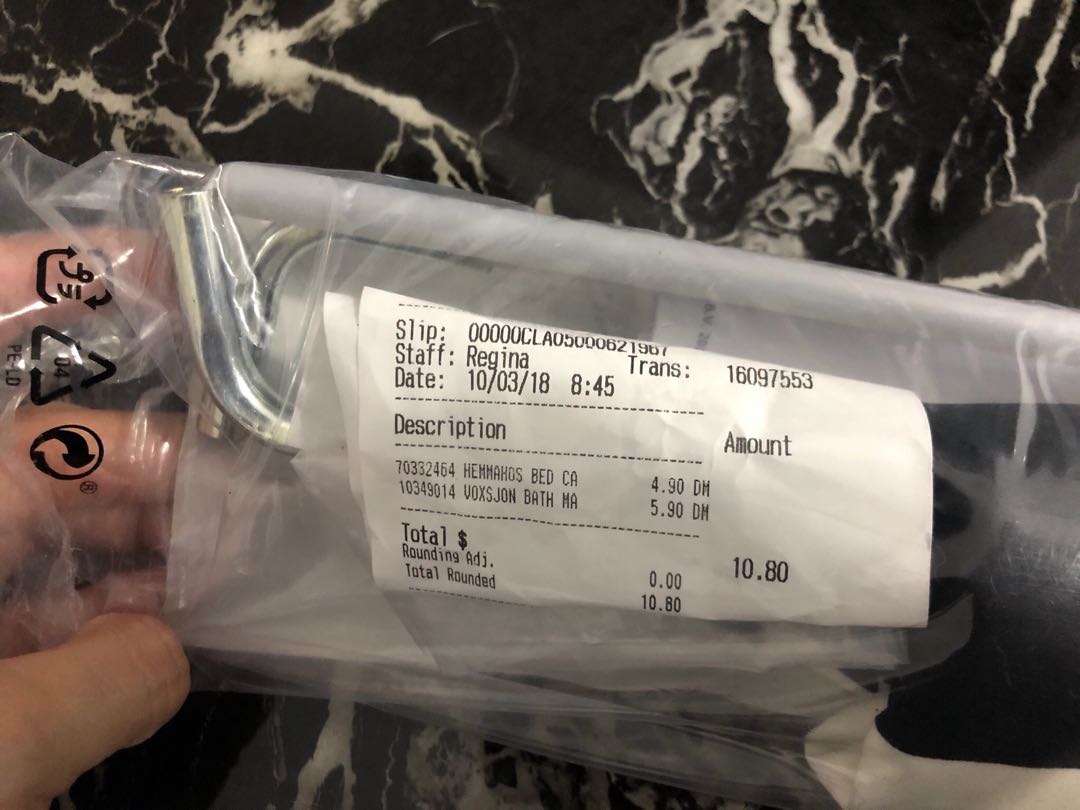 Slip: 00000CLA05000621967
Staff: Regina Trans: 16097553
Date: 10/03/18 8:45
Description Amount
70332464 HEMMAHOS BED CA 4.90 DM
10349014 VOXSJON BATH MA 5.90 DM
Total $ 10.80
Rounding Adj. 0.00
Total Rounded 10.80
プラ
04
PE-LD
®